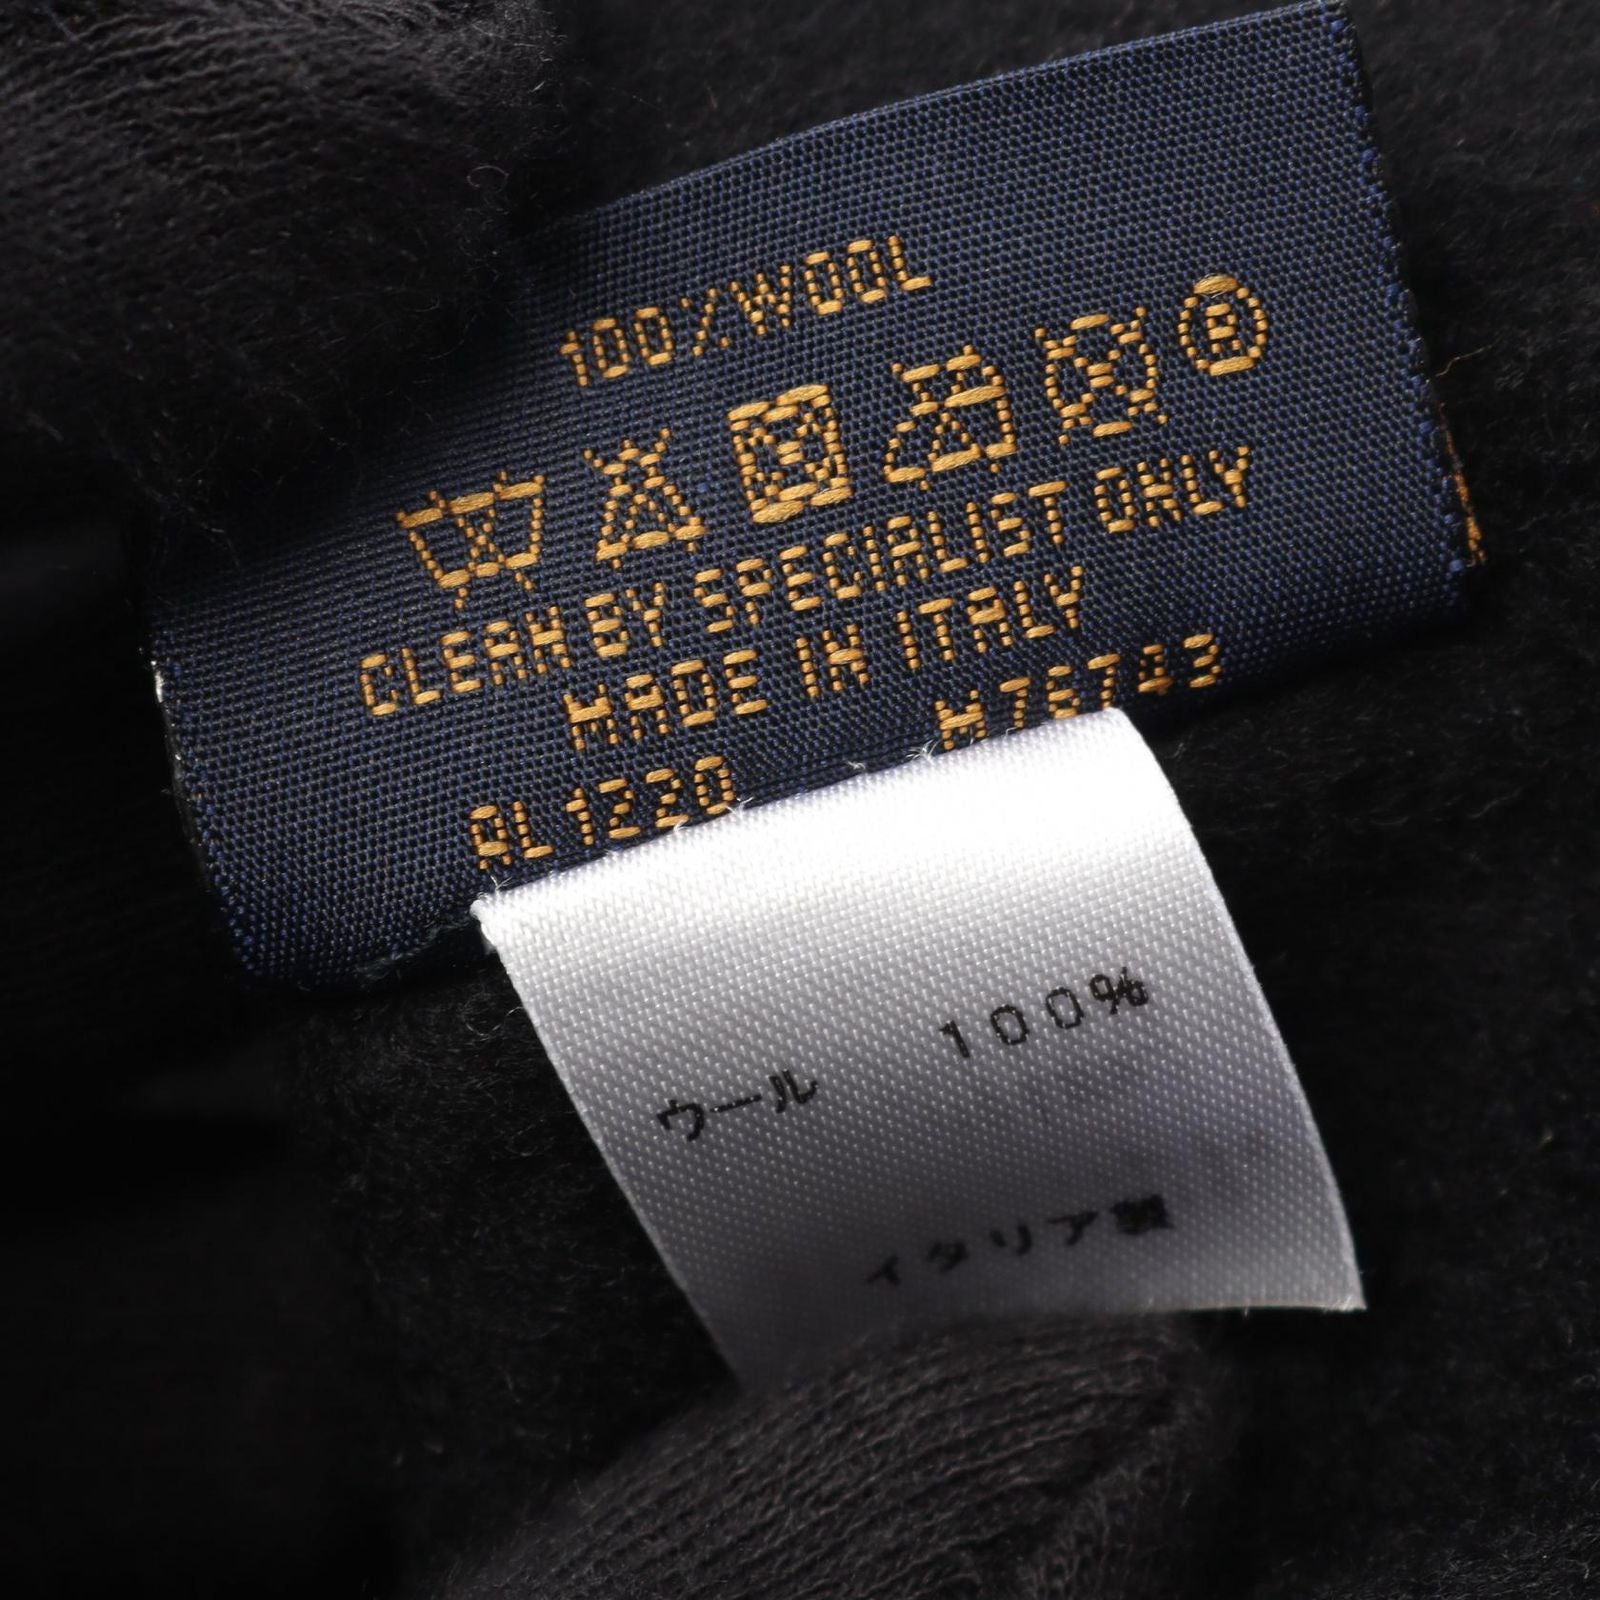 100% WOOL
CLEAN BY SPECIALIST ONLY
MADE IN ITALY
AL1220 M76743
ウール 100%
イタリア製